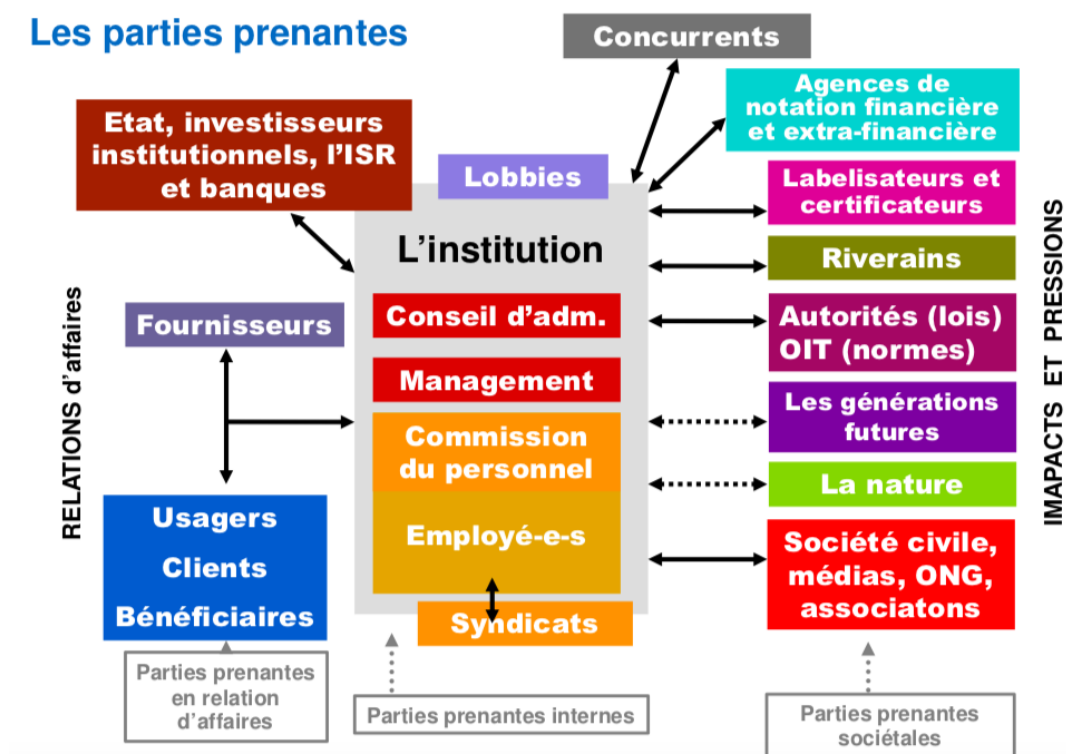 Les parties prenantes
Concurrents
Agences de
notation financière
et extra-financière
Etat, investisseurs
institutionnels, l'ISR
et banques
Lobbies
Labelisateurs et
certificateurs
L'institution
Riverains
Fournisseurs
Conseil d'adm.
Autorités (lois)
OIT (normes)
Management
Les générations
futures
Commission
du personnel
La nature
Usagers
Clients
Bénéficiaires
Employé-e-s
Société civile,
médias, ONG,
associatons
Syndicats
RELATIONS d'affaires
IMAPACTS ET PRESSIONS
Parties prenantes
en relation
d'affaires
Parties prenantes internes
Parties prenantes
sociétales